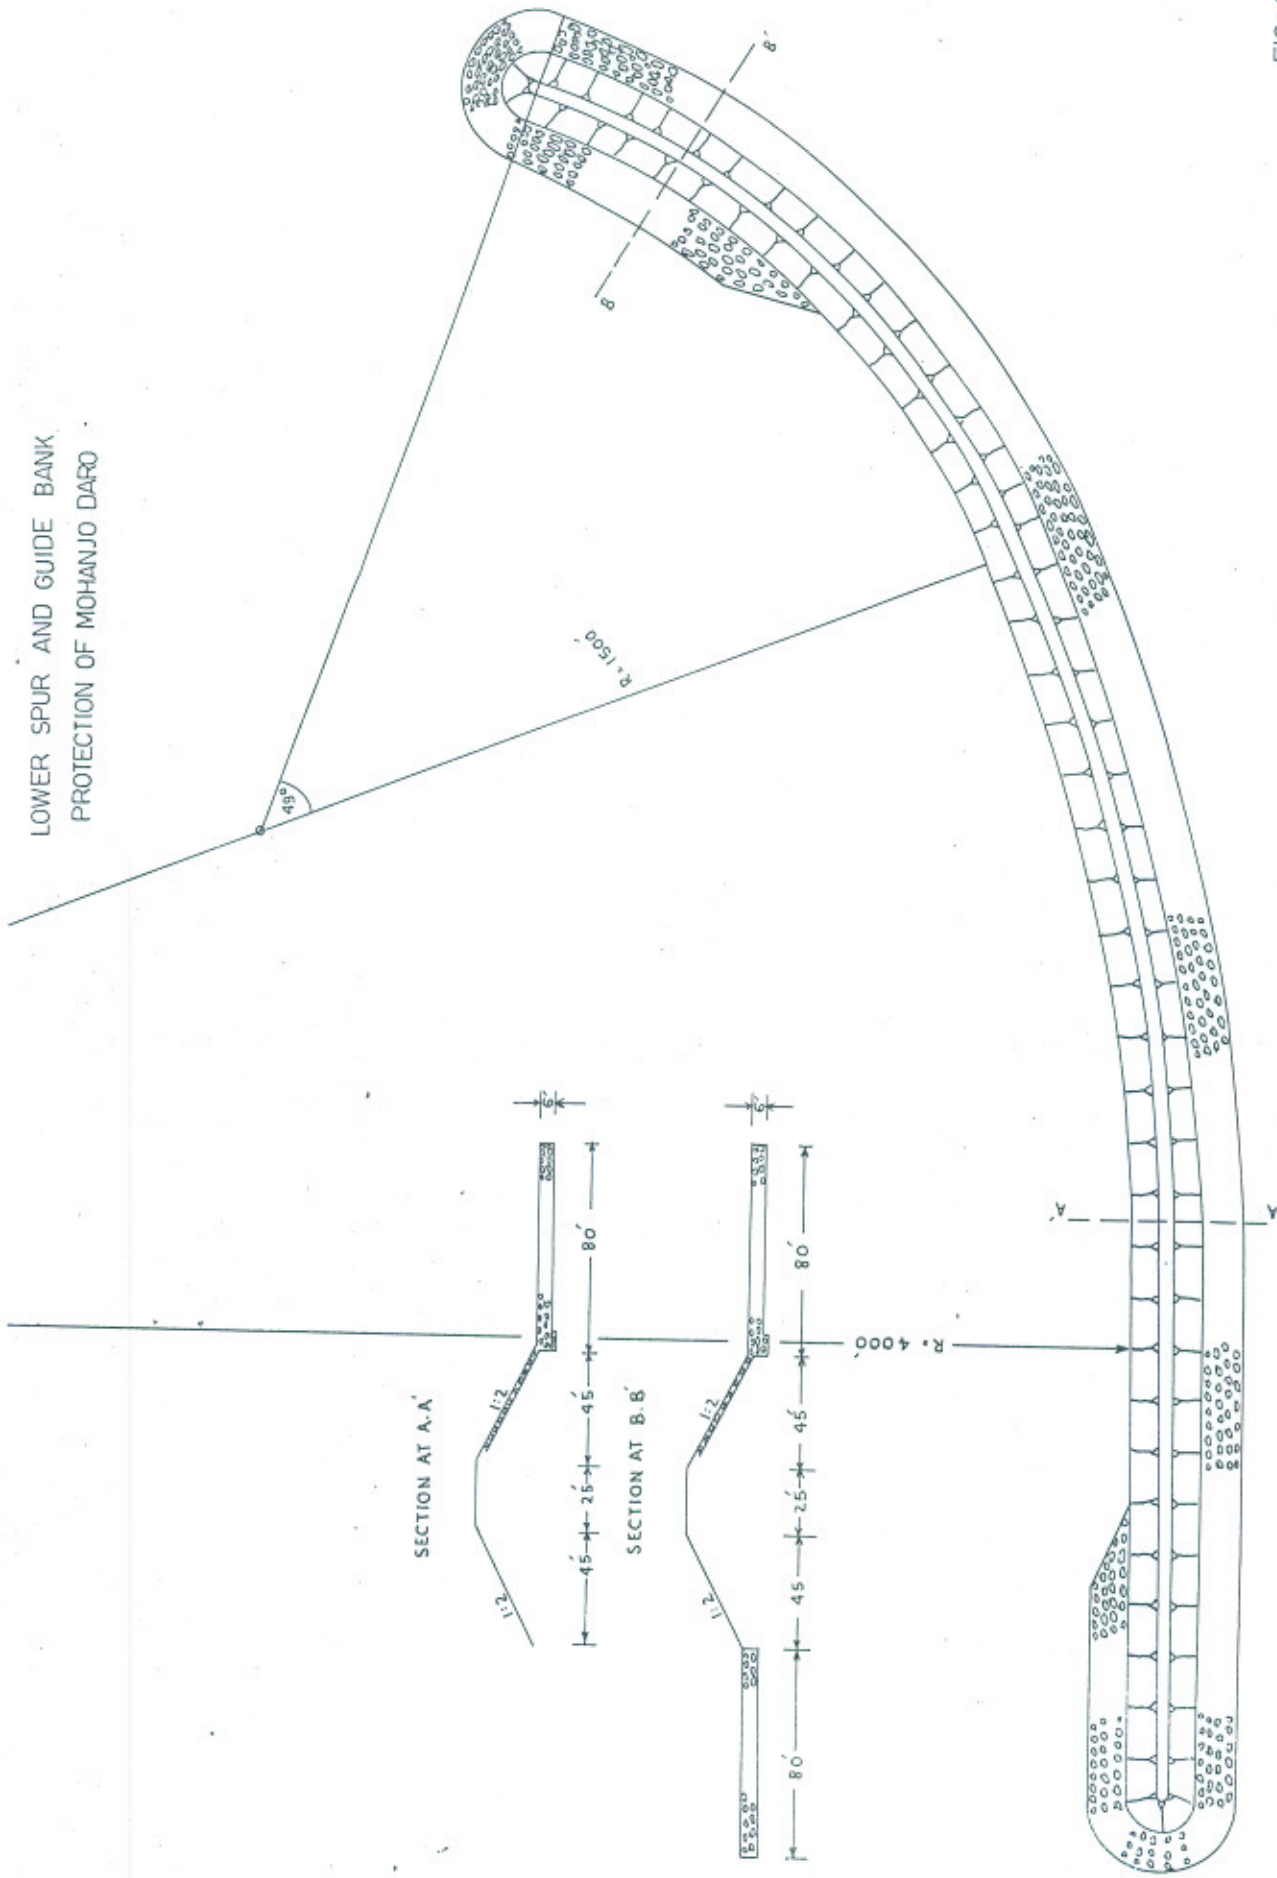 LOWER SPUR AND GUIDE BANK
PROTECTION OF MOHANJO DARO
49°
R=1500'
B
B'
SECTION AT A.A'
1:2
1:2
6'
45'
25'
45'
80'
SECTION AT B.B'
1:2
1:2
6'
80'
45
25'
45'
80'
R= 4000'
A'
A